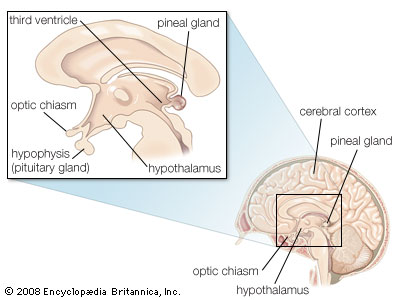 third ventricle
pineal gland
optic chiasm
hypophysis
(pituitary gland)
hypothalamus
cerebral cortex
pineal gland
optic chiasm
hypothalamus
© 2008 Encyclopædia Britannica, Inc.